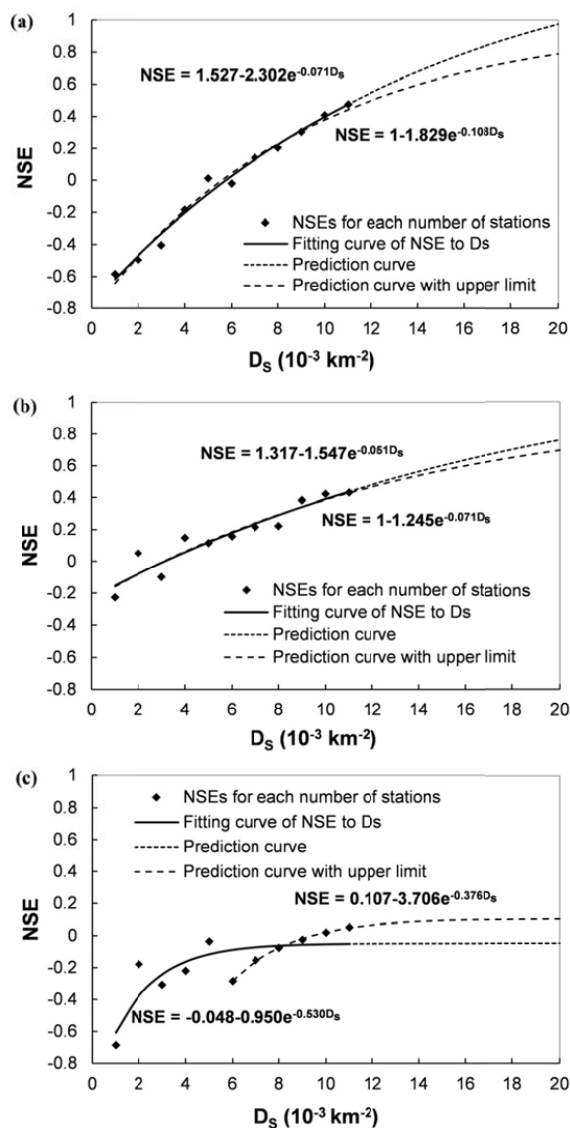 (a)
1
0.8
0.6
0.4
0.2
0
-0.2
-0.4
-0.6
-0.8
NSE
NSE = 1.527-2.302e-0.071Ds
NSE = 1-1.829e-0.108Ds
NSEs for each number of stations
Fitting curve of NSE to Ds
Prediction curve
Prediction curve with upper limit
0 2 4 6 8 10 12 14 16 18 20
DS (10-3 km-2)
(b)
1
0.8
0.6
0.4
0.2
0
-0.2
-0.4
-0.6
-0.8
NSE
NSE = 1.317-1.547e-0.051Ds
NSE = 1-1.245e-0.071Ds
NSEs for each number of stations
Fitting curve of NSE to Ds
Prediction curve
Prediction curve with upper limit
0 2 4 6 8 10 12 14 16 18 20
DS (10-3 km-2)
(c)
1
0.8
0.6
0.4
0.2
0
-0.2
-0.4
-0.6
-0.8
NSE
NSEs for each number of stations
Fitting curve of NSE to Ds
Prediction curve
Prediction curve with upper limit
NSE = 0.107-3.706e-0.376Ds
NSE = -0.048-0.950e-0.530Ds
0 2 4 6 8 10 12 14 16 18 20
DS (10-3 km-2)